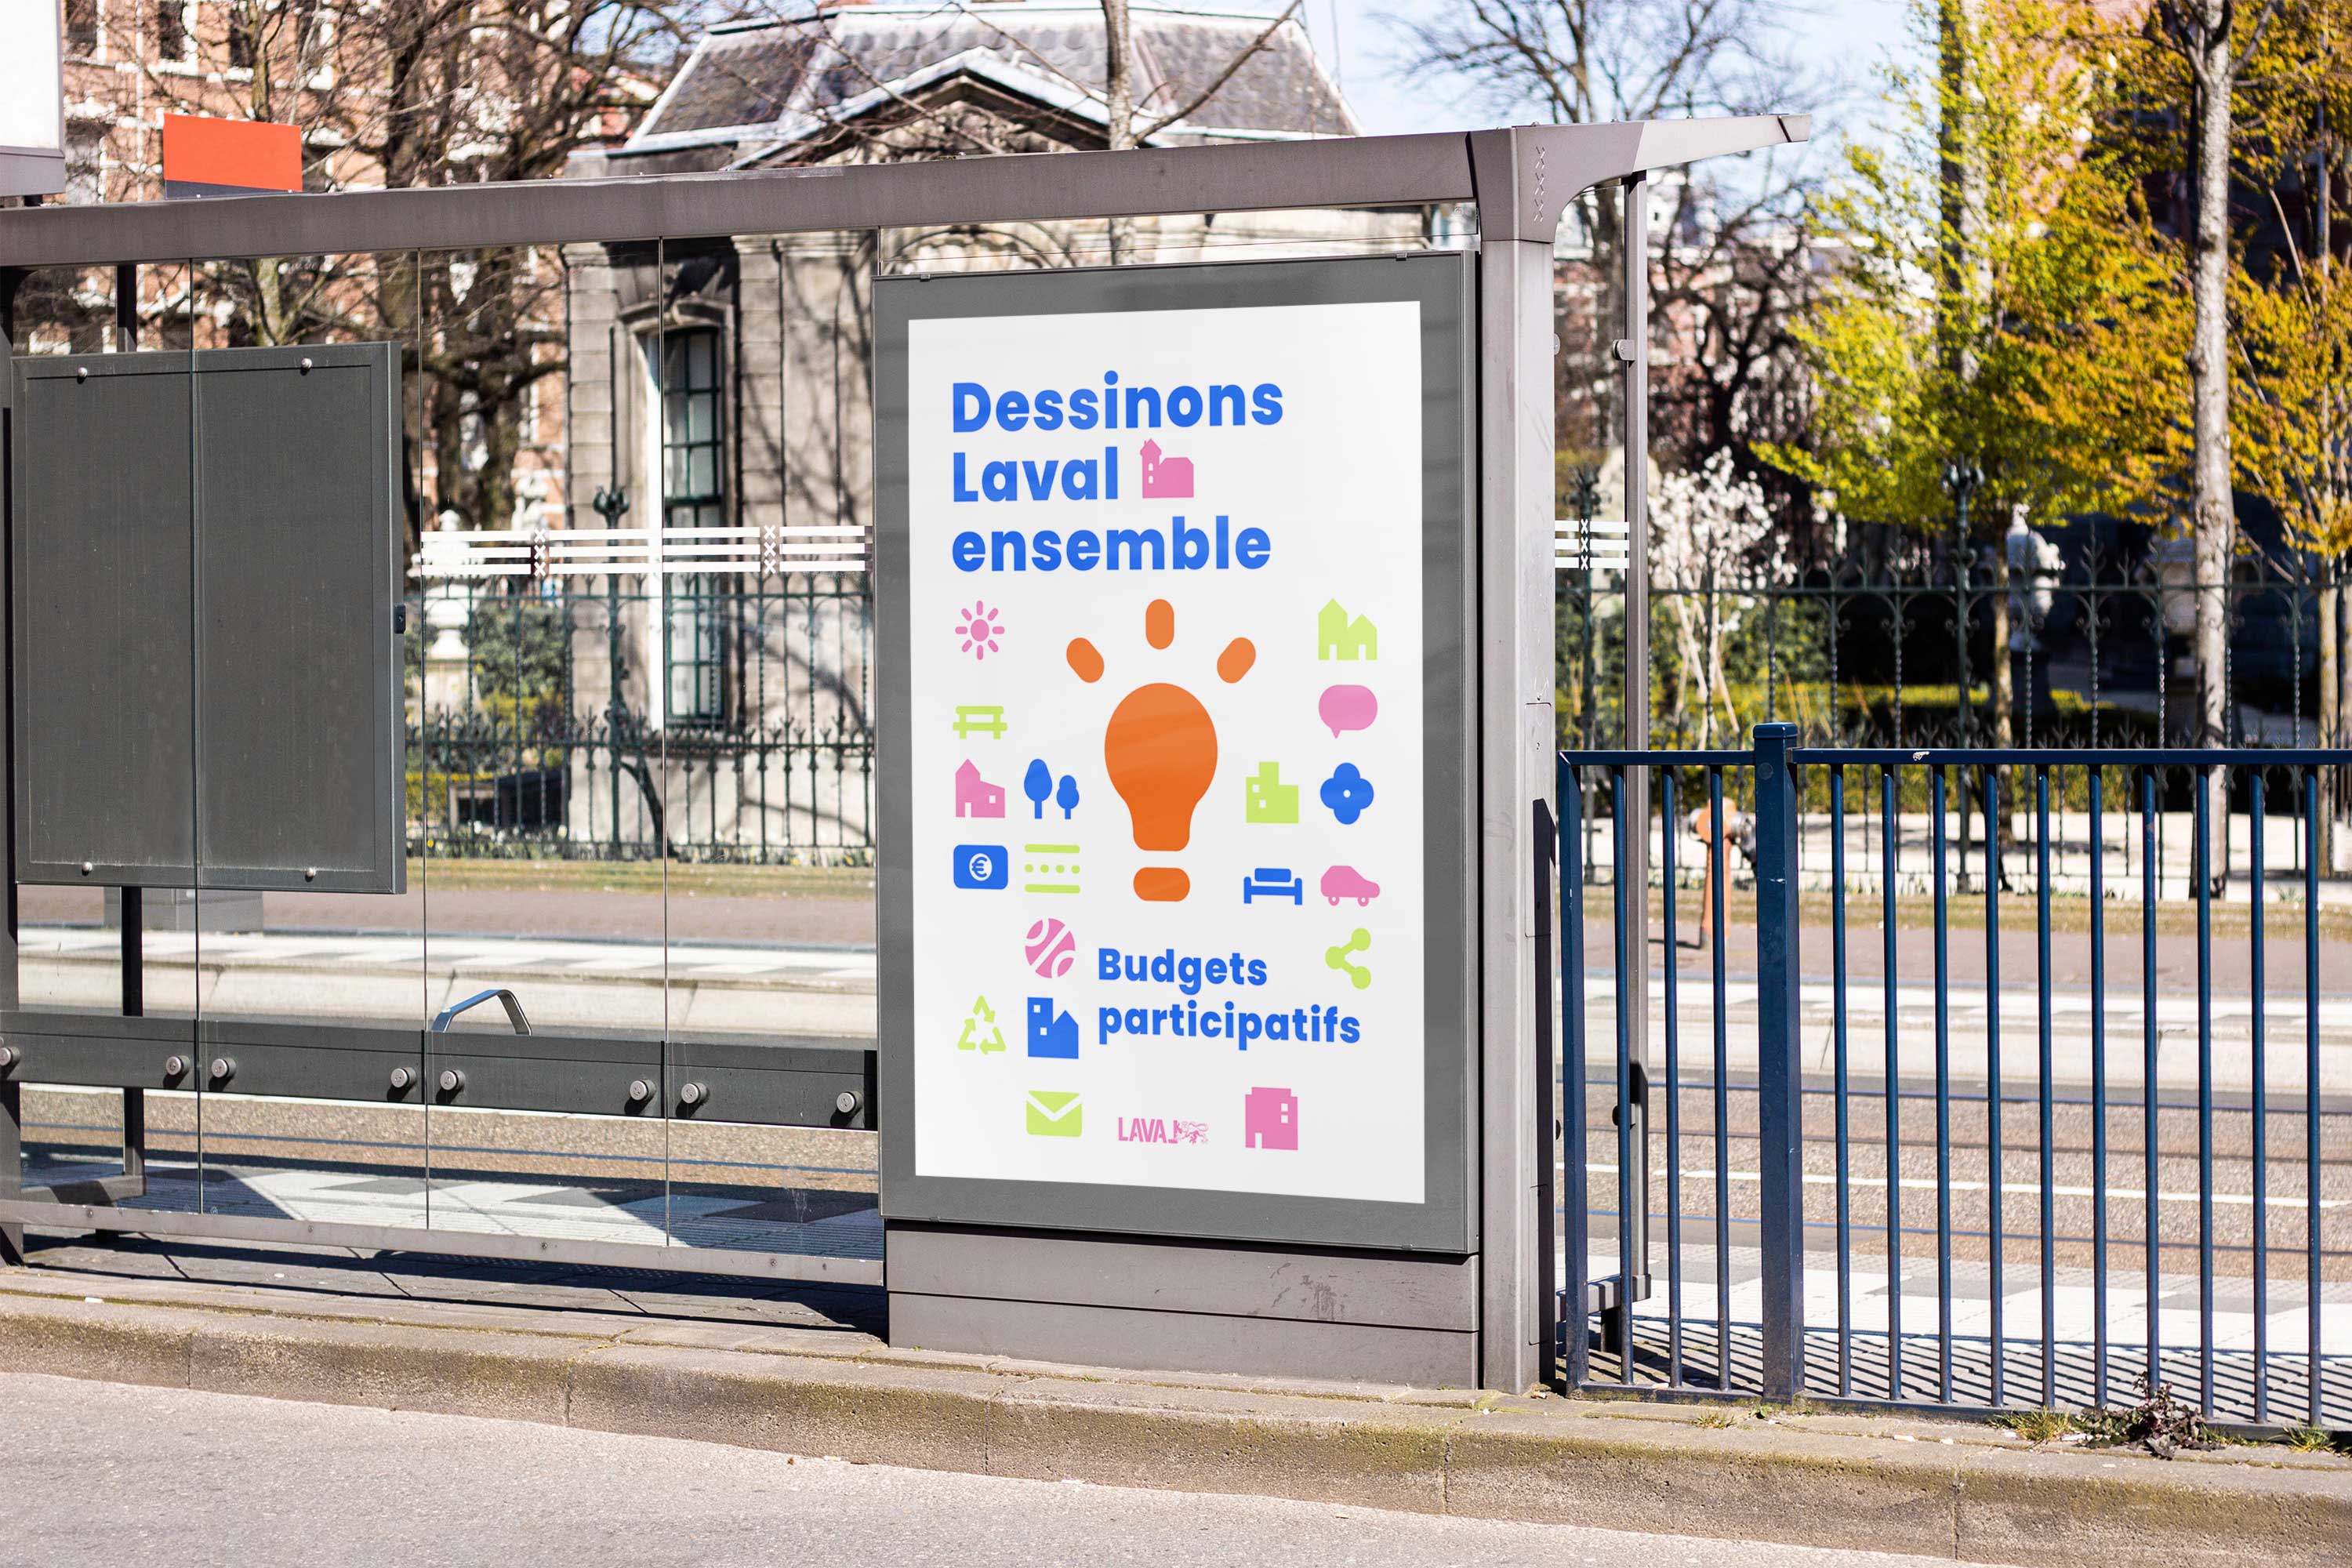 Dessinons
Laval
ensemble
Budgets
participatifs
LAVAL